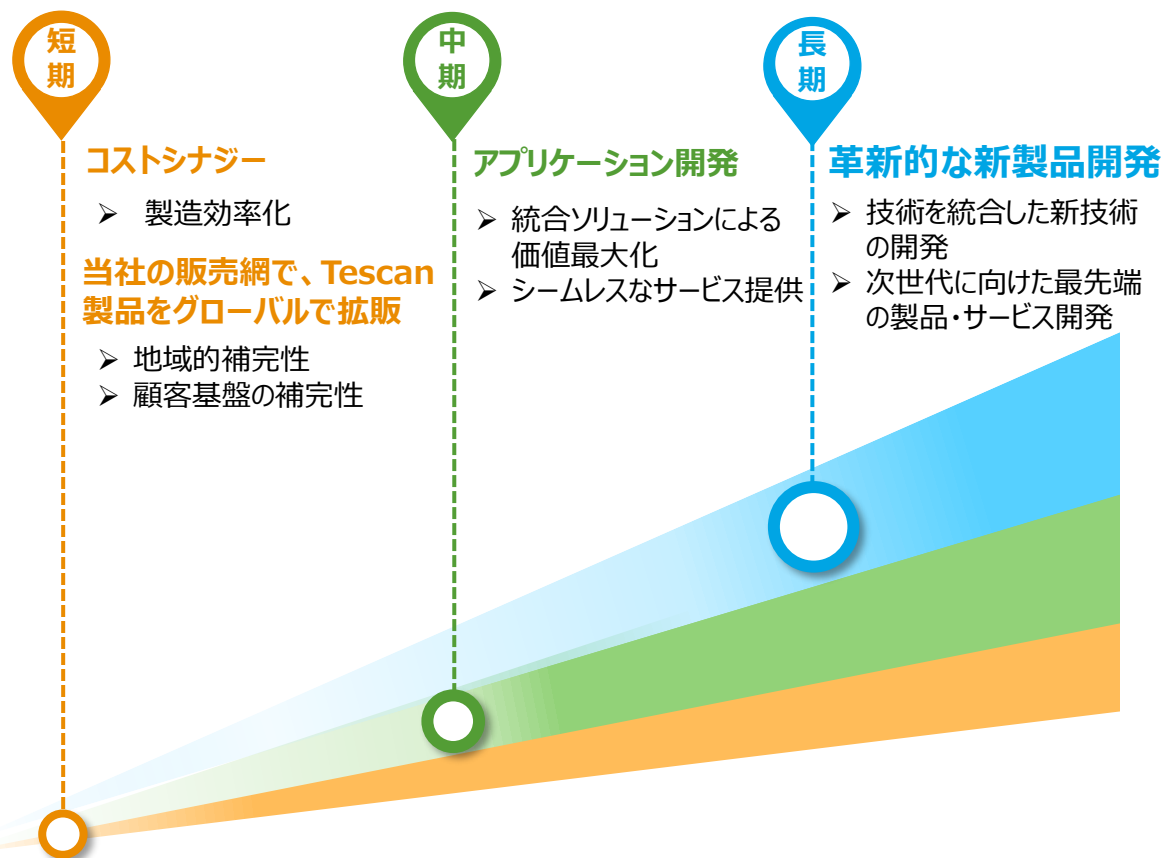 短
期
コストシナジー
➢ 製造効率化
当社の販売網で、Tescan
製品をグローバルで拡販
➢ 地域的補完性
➢ 顧客基盤の補完性
中
期
アプリケーション開発
➢ 統合ソリューションによる
価値最大化
➢ シームレスなサービス提供
長
期
革新的な新製品開発
➢ 技術を統合した新技術
の開発
➢ 次世代に向けた最先端
の製品・サービス開発